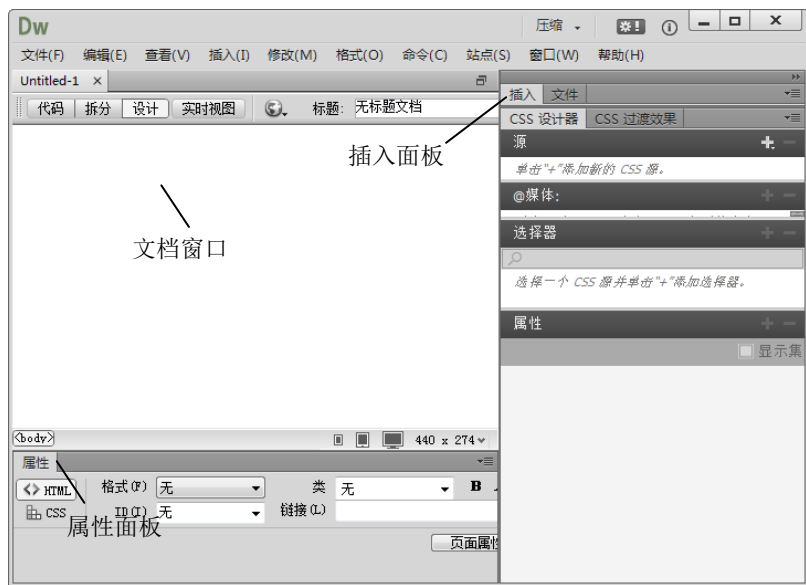 Dw 压缩
文件(F) 编辑(E) 查看(V) 插入(I) 修改(M) 格式(O) 命令(C) 站点(S) 窗口(W) 帮助(H)
Untitled-1 ×
代码 拆分 设计 实时视图 标题: 无标题文档
插入面板
文档窗口
插入 文件
CSS 设计器 CSS 过渡效果
源
单击"+"添加新的 CSS 源。
@媒体:
选择器
选择一个 CSS 源并单击"+"添加选择器。
属性
显示集
<body> 440 x 274
属性
<> HTML 格式(F) 无 类 无 B
CSS ID(I) 无 链接(L)
属性面板
页面属性